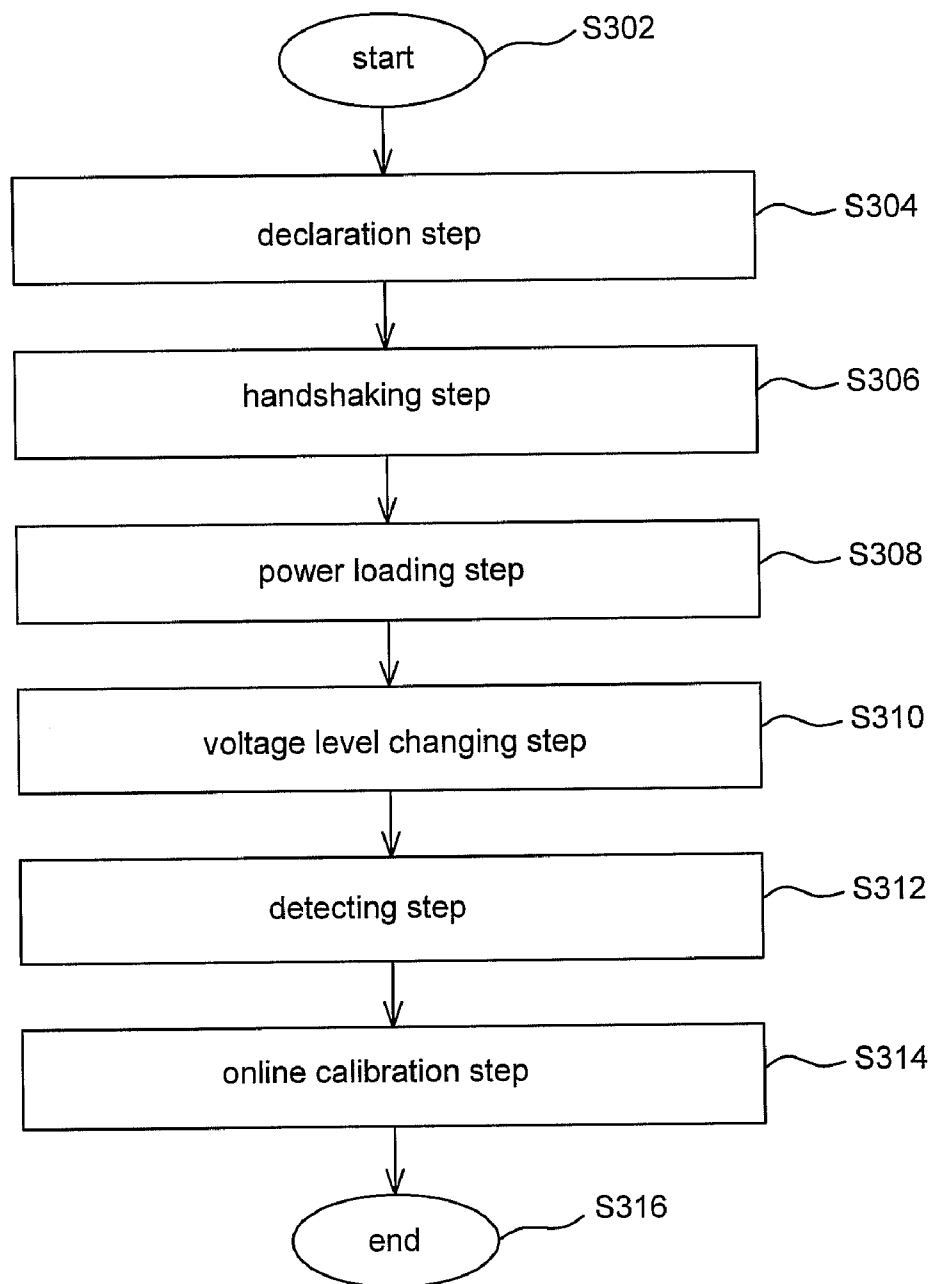 start
S302
declaration step
S304
handshaking step
S306
power loading step
S308
voltage level changing step
S310
detecting step
S312
online calibration step
S314
end
S316